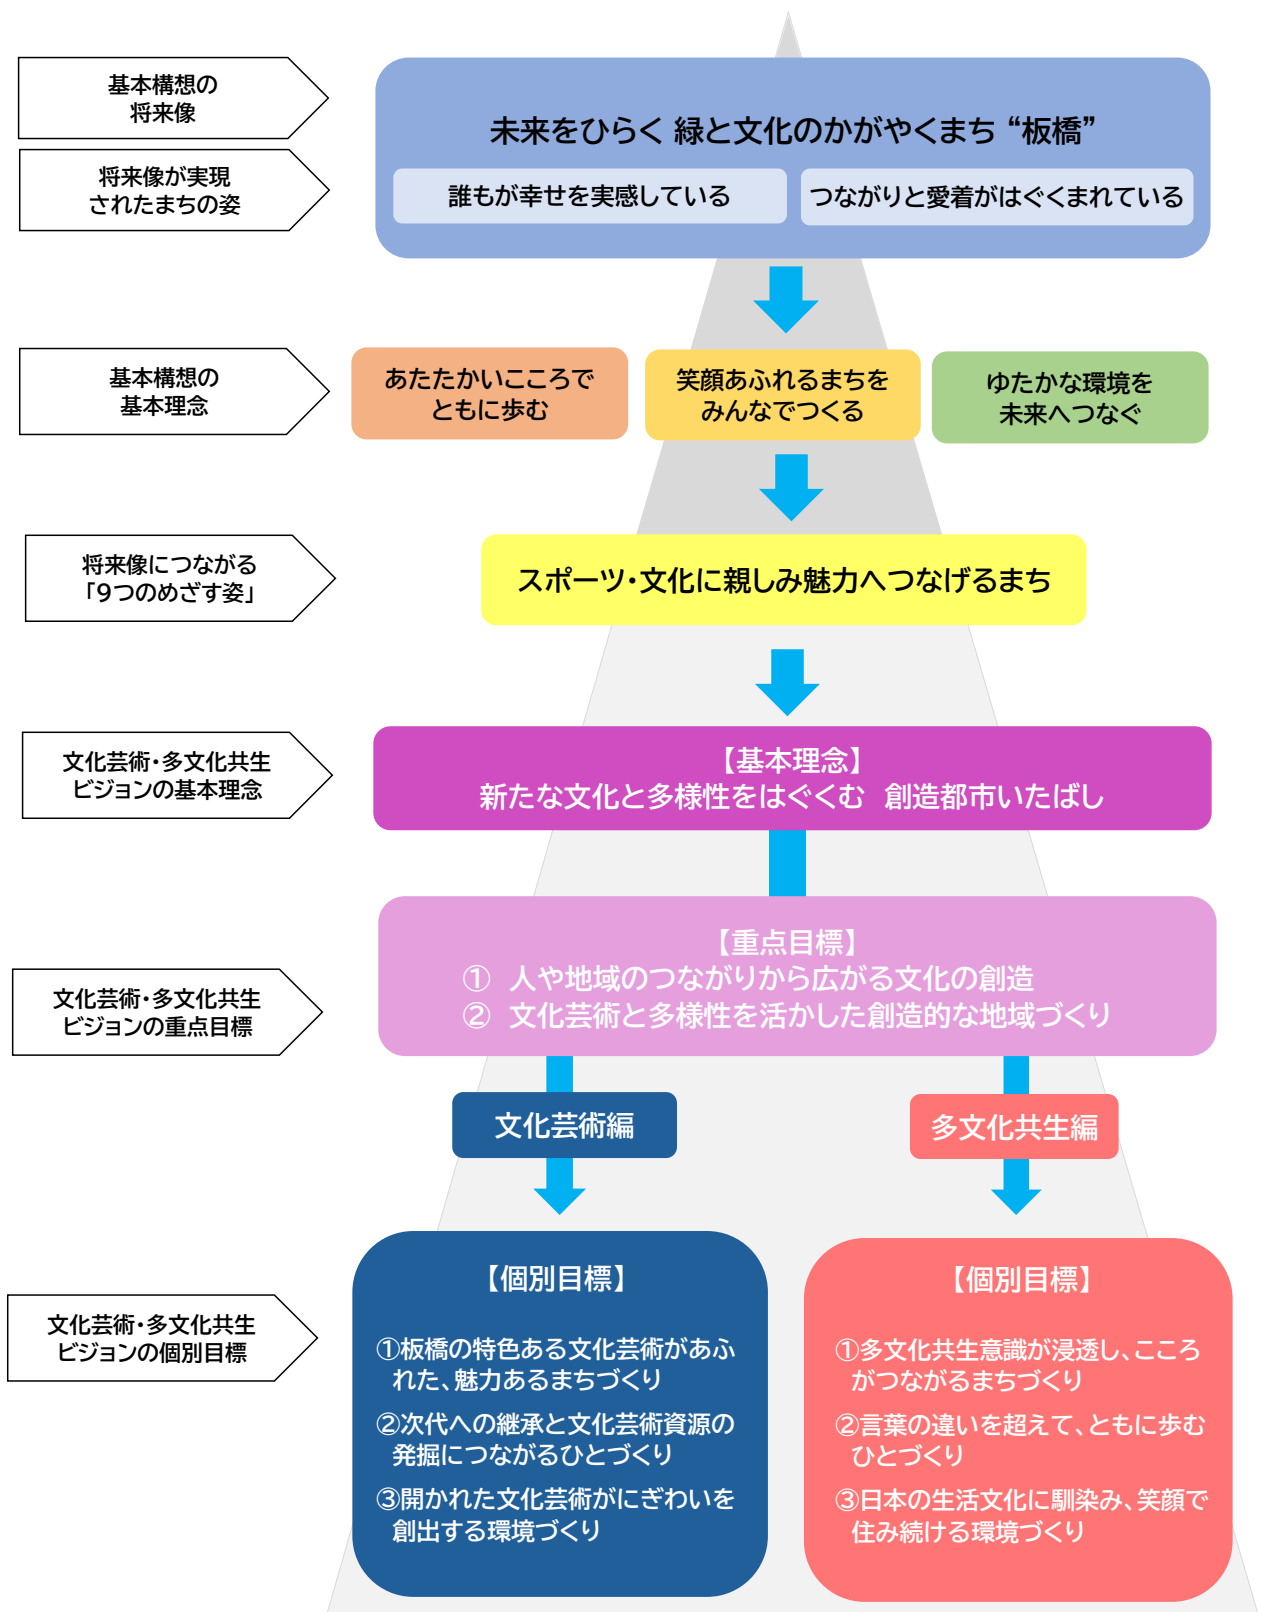 基本構想の
将来像
未来をひらく 緑と文化のかがやくまち “板橋”
将来像が実現
されたまちの姿
誰もが幸せを実感している
つながりと愛着がはぐくまれている
基本構想の
基本理念
あたたかいこころで
ともに歩む
笑顔あふれるまちを
みんなでつくる
ゆたかな環境を
未来へつなぐ
将来像につながる
「9つのめざす姿」
スポーツ・文化に親しみ魅力へつなげるまち
文化芸術・多文化共生
ビジョンの基本理念
【基本理念】
新たな文化と多様性をはぐくむ　創造都市いたばし
文化芸術・多文化共生
ビジョンの重点目標
【重点目標】
①　人や地域のつながりから広がる文化の創造
②　文化芸術と多様性を活かした創造的な地域づくり
文化芸術編
多文化共生編
文化芸術・多文化共生
ビジョンの個別目標
【個別目標】
①板橋の特色ある文化芸術があふ
れた、魅力あるまちづくり
②次代への継承と文化芸術資源の
発掘につながるひとづくり
③開かれた文化芸術がにぎわいを
創出する環境づくり
【個別目標】
①多文化共生意識が浸透し、こころ
がつながるまちづくり
②言葉の違いを超えて、ともに歩む
ひとづくり
③日本の生活文化に馴染み、笑顔で
住み続ける環境づくり